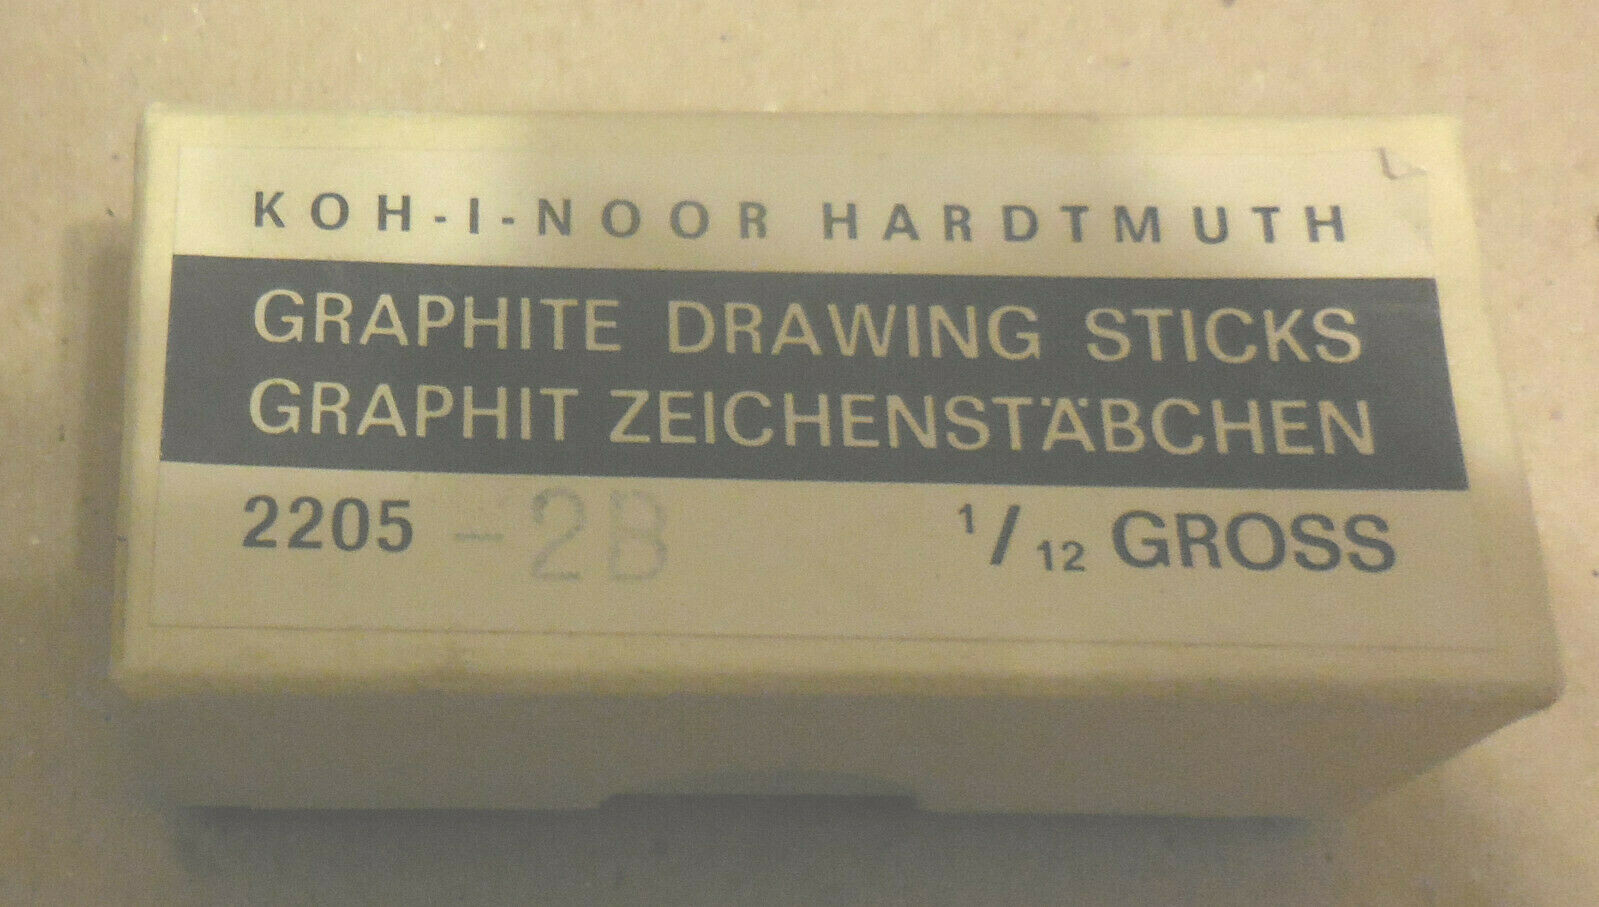 KOH-I-NOOR HARDTMUTH
GRAPHITE DRAWING STICKS
GRAPHIT ZEICHENSTÄBCHEN
2205 -2B 1/12 GROSS